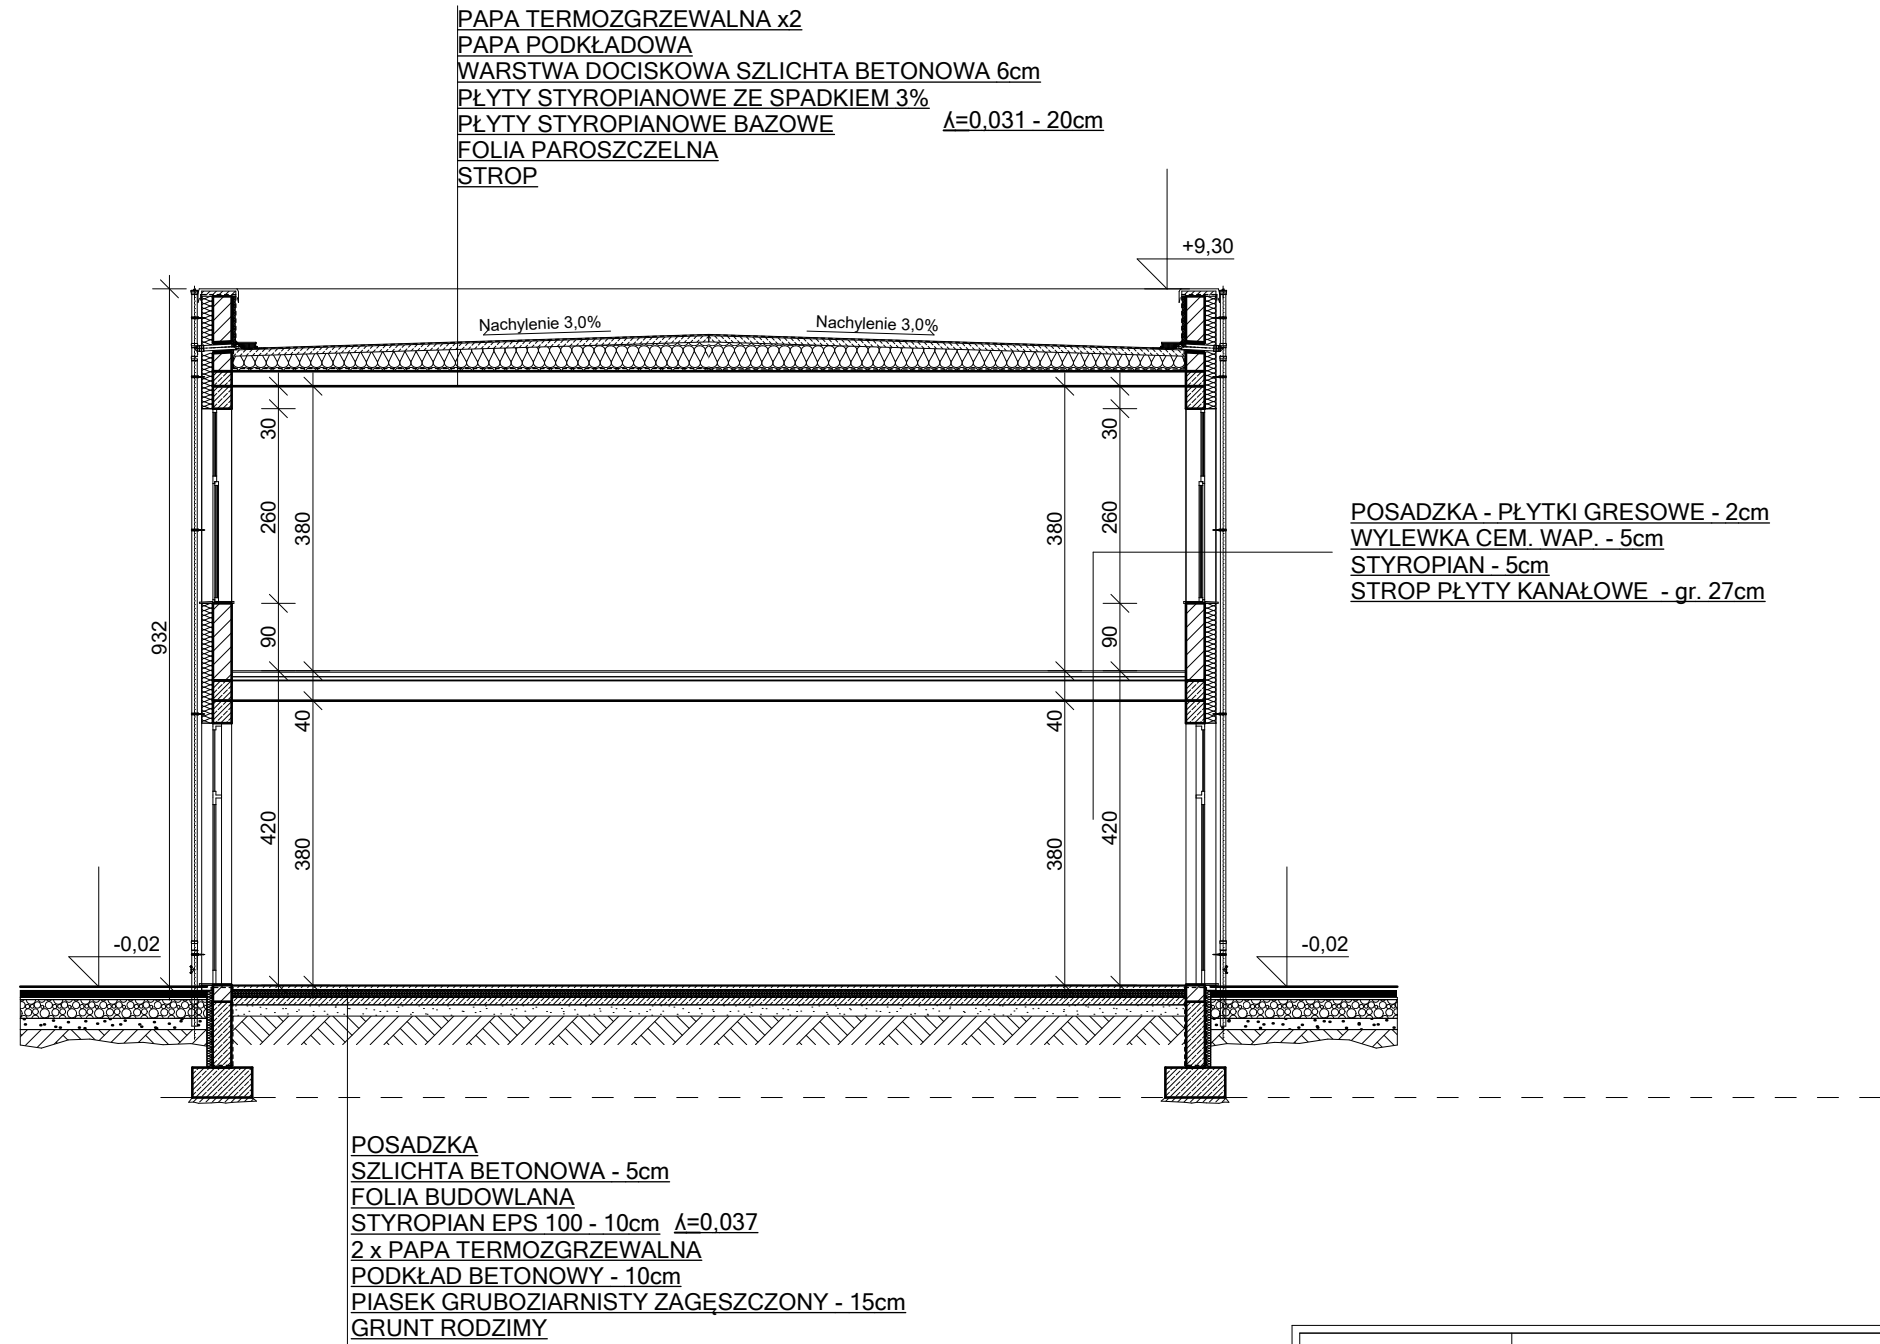 PAPA TERMOZGRZEWALNA x2
PAPA PODKŁADOWA
WARSTWA DOCISKOWA SZLICHTA BETONOWA 6cm
PŁYTY STYROPIANOWE ZE SPADKIEM 3%
PŁYTY STYROPIANOWE BAZOWE
ʎ=0,031 - 20cm
FOLIA PAROSZCZELNA
STROP
+9,30
Nachylenie 3,0%
Nachylenie 3,0%
30
260
380
90
40
420
380
932
380
30
260
90
40
420
380
POSADZKA - PŁYTKI GRESOWE - 2cm
WYLEWKA CEM. WAP. - 5cm
STYROPIAN - 5cm
STROP PŁYTY KANAŁOWE - gr. 27cm
-0,02
-0,02
POSADZKA
SZLICHTA BETONOWA - 5cm
FOLIA BUDOWLANA
STYROPIAN EPS 100 - 10cm ʎ=0,037
2 x PAPA TERMOZGRZEWALNA
PODKŁAD BETONOWY - 10cm
PIASEK GRUBOZIARNISTY ZAGĘSZCZONY - 15cm
GRUNT RODZIMY